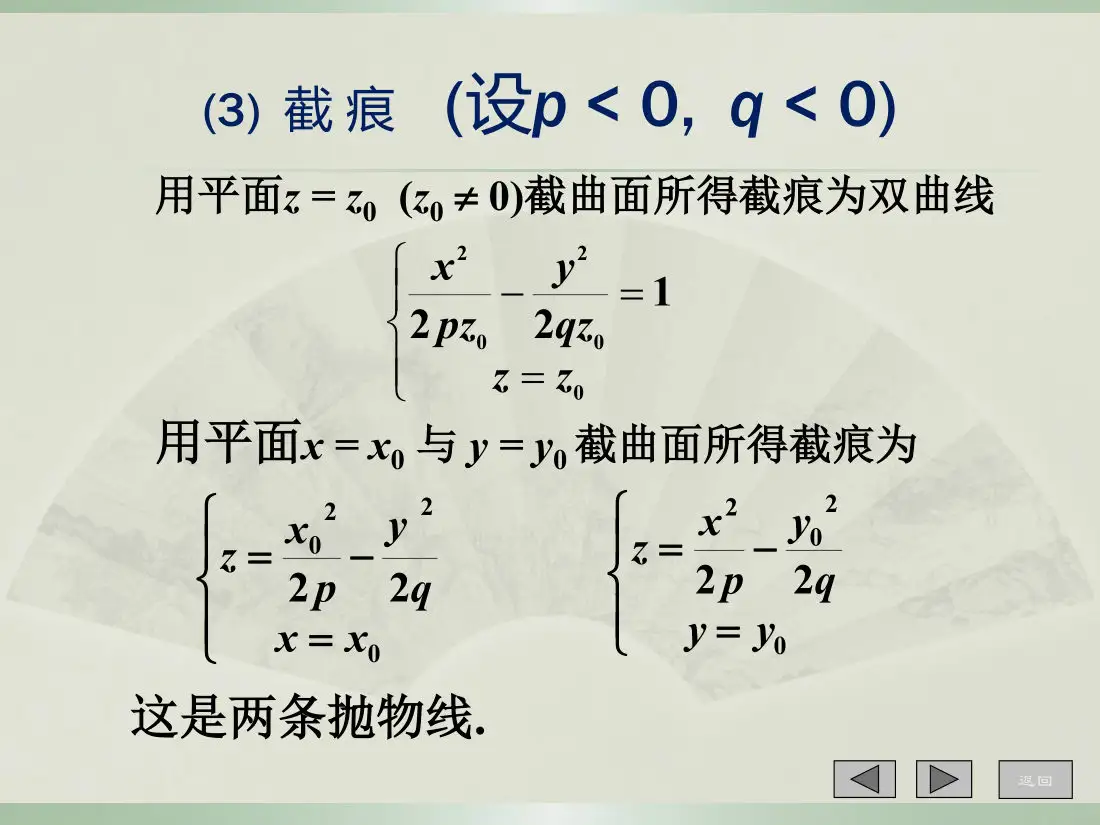 (3) 截痕 (设p < 0, q < 0)
用平面z = z₀ (z₀ ≠ 0)截曲面所得截痕为双曲线
x²/2pz₀ − y²/2qz₀ = 1
z = z₀
用平面x = x₀ 与 y = y₀ 截曲面所得截痕为
z = x₀²/2p − y²/2q
x = x₀
z = x²/2p − y₀²/2q
y = y₀
这是两条抛物线.
返回